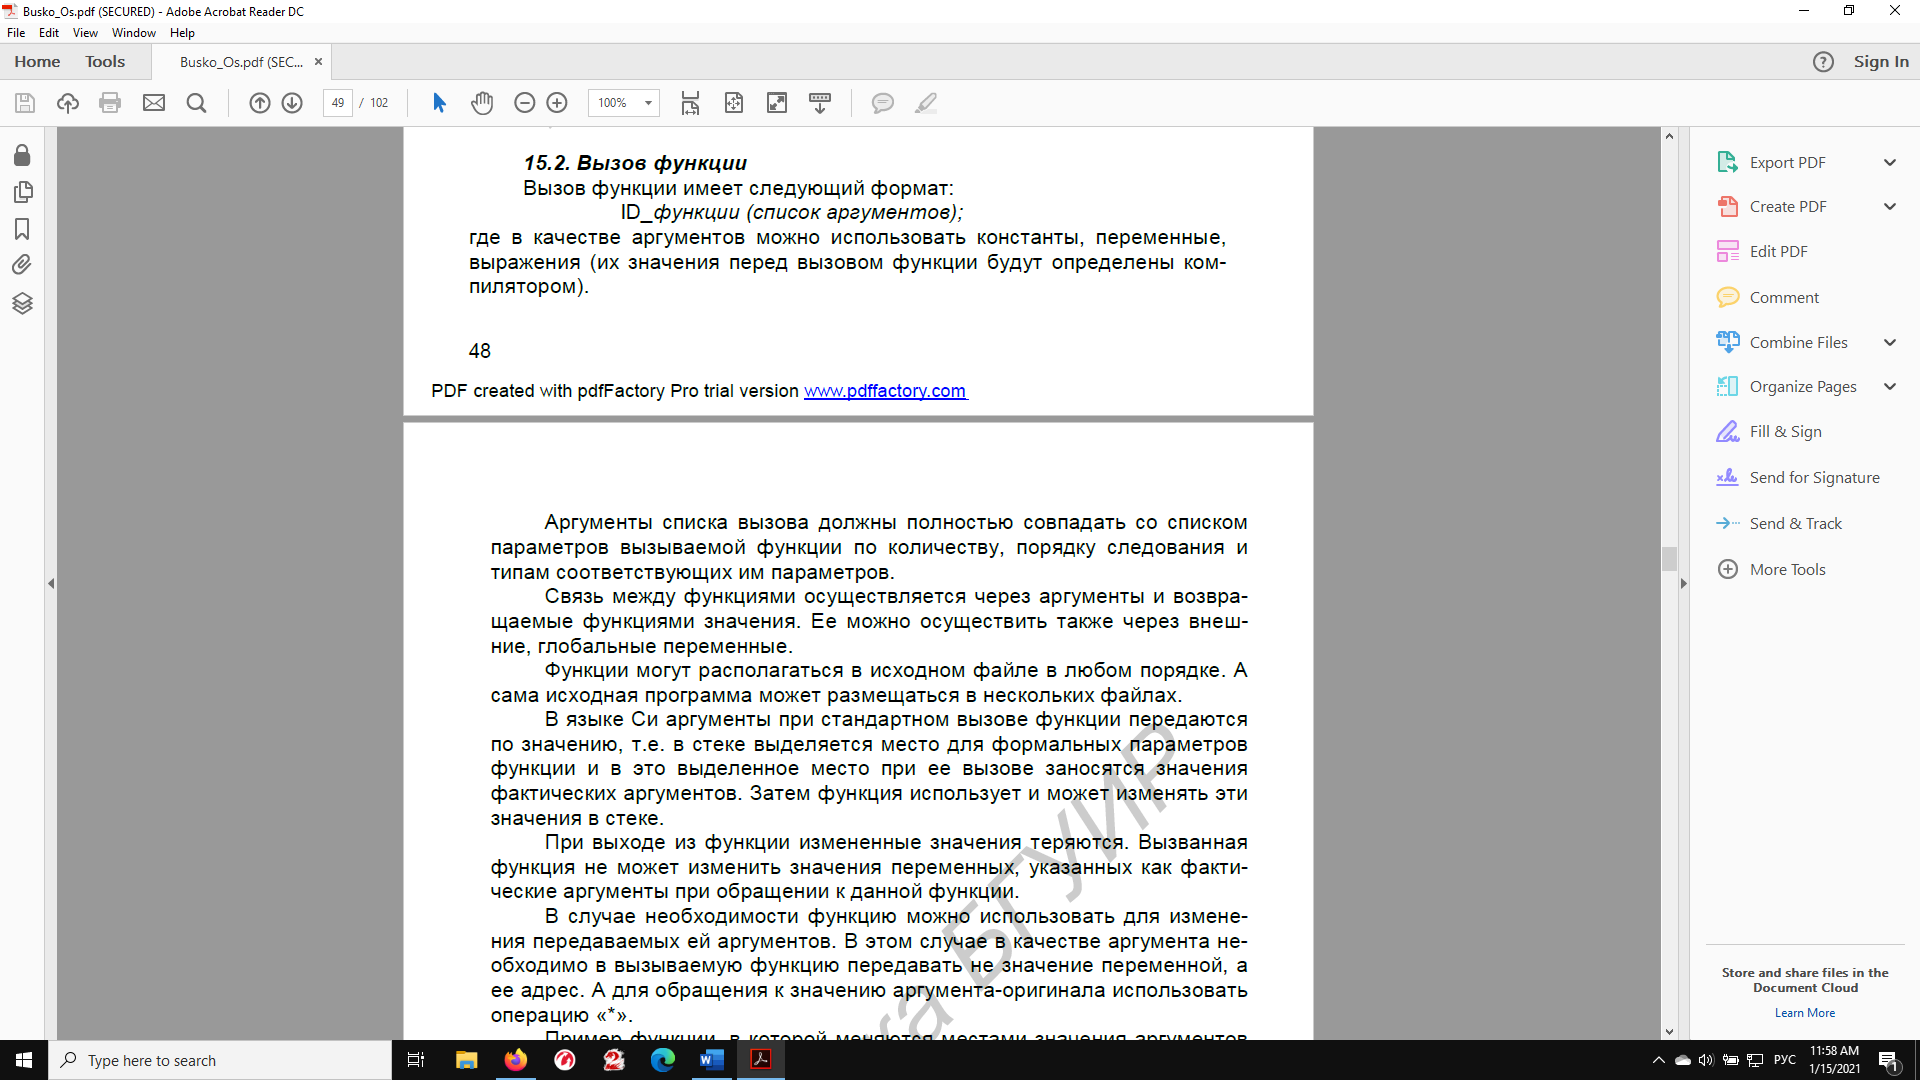 Busko_Os.pdf (SECURED) - Adobe Acrobat Reader DC
File Edit View Window Help
Home Tools Busko_Os.pdf (SEC... Sign In
49 / 102 100%
15.2. Вызов функции
Вызов функции имеет следующий формат:
ID_функции (список аргументов);
где в качестве аргументов можно использовать константы, переменные,
выражения (их значения перед вызовом функции будут определены ком-
пилятором).
48
PDF created with pdfFactory Pro trial version www.pdffactory.com
Аргументы списка вызова должны полностью совпадать со списком
параметров вызываемой функции по количеству, порядку следования и
типам соответствующих им параметров.
Связь между функциями осуществляется через аргументы и возвра-
щаемые функциями значения. Ее можно осуществить также через внеш-
ние, глобальные переменные.
Функции могут располагаться в исходном файле в любом порядке. А
сама исходная программа может размещаться в нескольких файлах.
В языке Си аргументы при стандартном вызове функции передаются
по значению, т.е. в стеке выделяется место для формальных параметров
функции и в это выделенное место при ее вызове заносятся значения
фактических аргументов. Затем функция использует и может изменять эти
значения в стеке.
При выходе из функции измененные значения теряются. Вызванная
функция не может изменить значения переменных, указанных как факти-
ческие аргументы при обращении к данной функции.
В случае необходимости функцию можно использовать для измене-
ния передаваемых ей аргументов. В этом случае в качестве аргумента не-
обходимо в вызываемую функцию передавать не значение переменной, а
ее адрес. А для обращения к значению аргумента-оригинала использовать
операцию «*».
Пример функции, в которой меняются местами значения аргументов
ка БГУИР
Export PDF
Create PDF
Edit PDF
Comment
Combine Files
Organize Pages
Fill & Sign
Send for Signature
Send & Track
More Tools
Store and share files in the
Document Cloud
Learn More
Type here to search
РУС
11:58 AM
1/15/2021
1